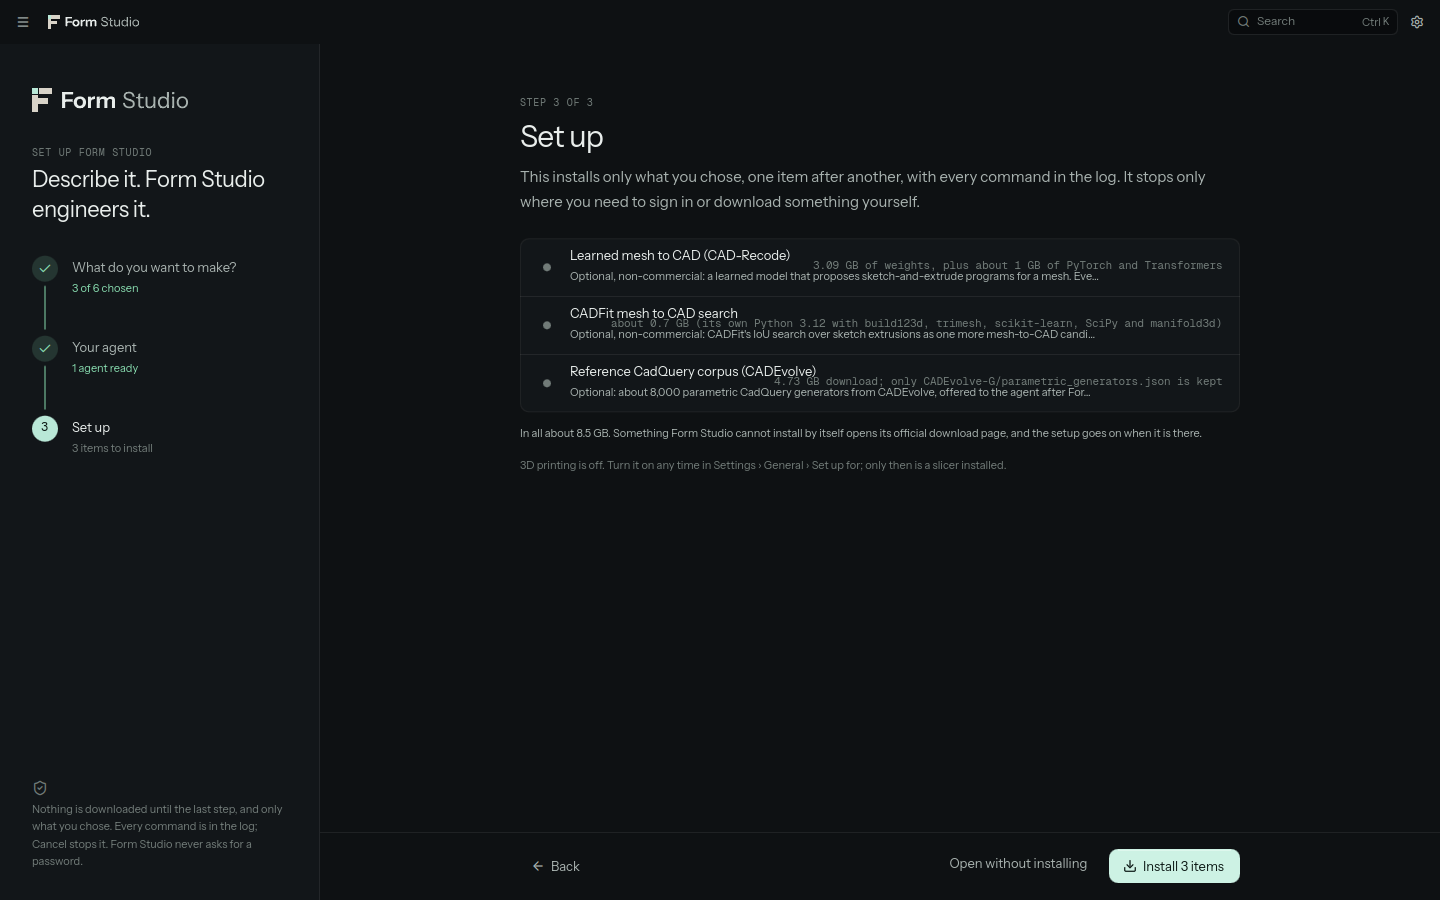 Form Studio
Search Ctrl K
Form Studio
SET UP FORM STUDIO
Describe it. Form Studio
engineers it.
What do you want to make?
3 of 6 chosen
Your agent
1 agent ready
3 Set up
3 items to install
Nothing is downloaded until the last step, and only
what you chose. Every command is in the log;
Cancel stops it. Form Studio never asks for a
password.
STEP 3 OF 3
Set up
This installs only what you chose, one item after another, with every command in the log. It stops only
where you need to sign in or download something yourself.
Learned mesh to CAD (CAD-Recode)
3.09 GB of weights, plus about 1 GB of PyTorch and Transformers
Optional, non-commercial: a learned model that proposes sketch-and-extrude programs for a mesh. Eve...
CADFit mesh to CAD search
about 0.7 GB (its own Python 3.12 with build123d, trimesh, scikit-learn, SciPy and manifold3d)
Optional, non-commercial: CADFit's IoU search over sketch extrusions as one more mesh-to-CAD candi...
Reference CadQuery corpus (CADEvolve)
4.73 GB download; only CADEvolve-G/parametric_generators.json is kept
Optional: about 8,000 parametric CadQuery generators from CADEvolve, offered to the agent after For...
In all about 8.5 GB. Something Form Studio cannot install by itself opens its official download page, and the setup goes on when it is there.
3D printing is off. Turn it on any time in Settings › General › Set up for; only then is a slicer installed.
Back
Open without installing
Install 3 items